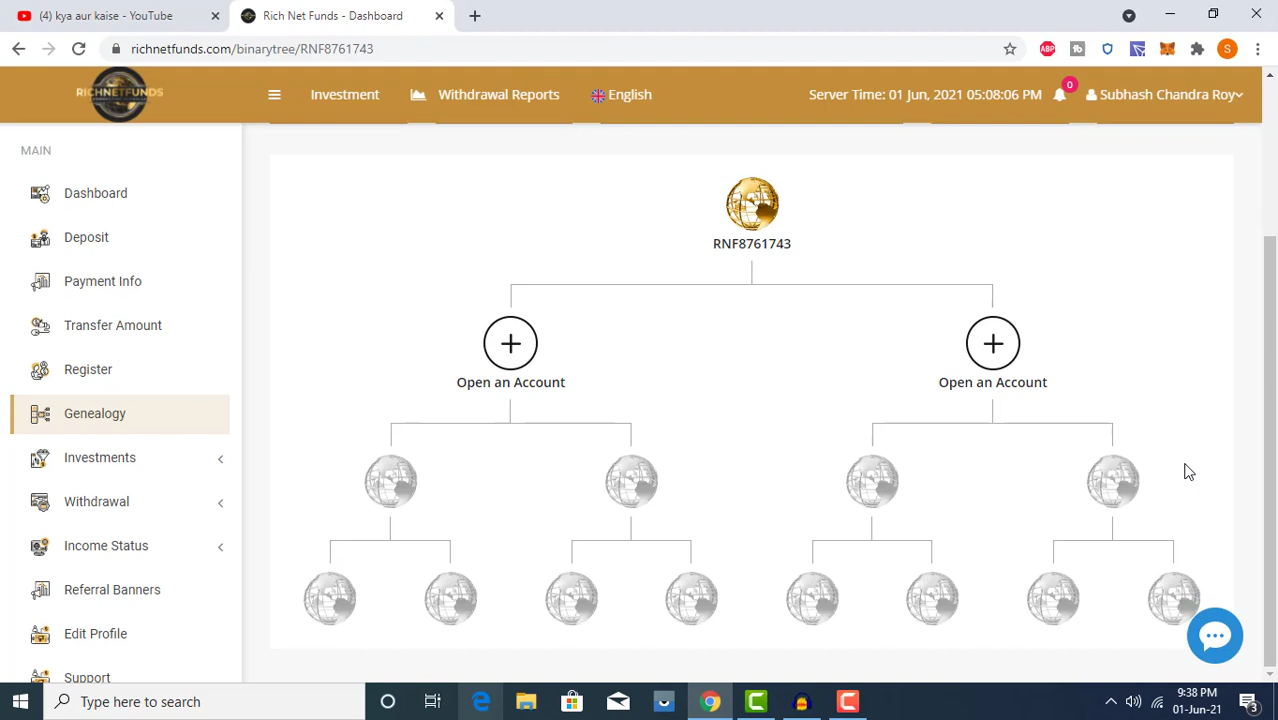 (4) kya aur kaise - YouTube
Rich Net Funds - Dashboard
richnetfunds.com/binarytree/RNF8761743
ABP
S
RICHNETFUNDS
Investment
Withdrawal Reports
English
Server Time: 01 Jun, 2021 05:08:06 PM
0
Subhash Chandra Roy
MAIN
Dashboard
Deposit
Payment Info
Transfer Amount
Register
Genealogy
Investments
Withdrawal
Income Status
Referral Banners
Edit Profile
Support
RNF8761743
Open an Account
Open an Account
Type here to search
9:38 PM
01-Jun-21
3